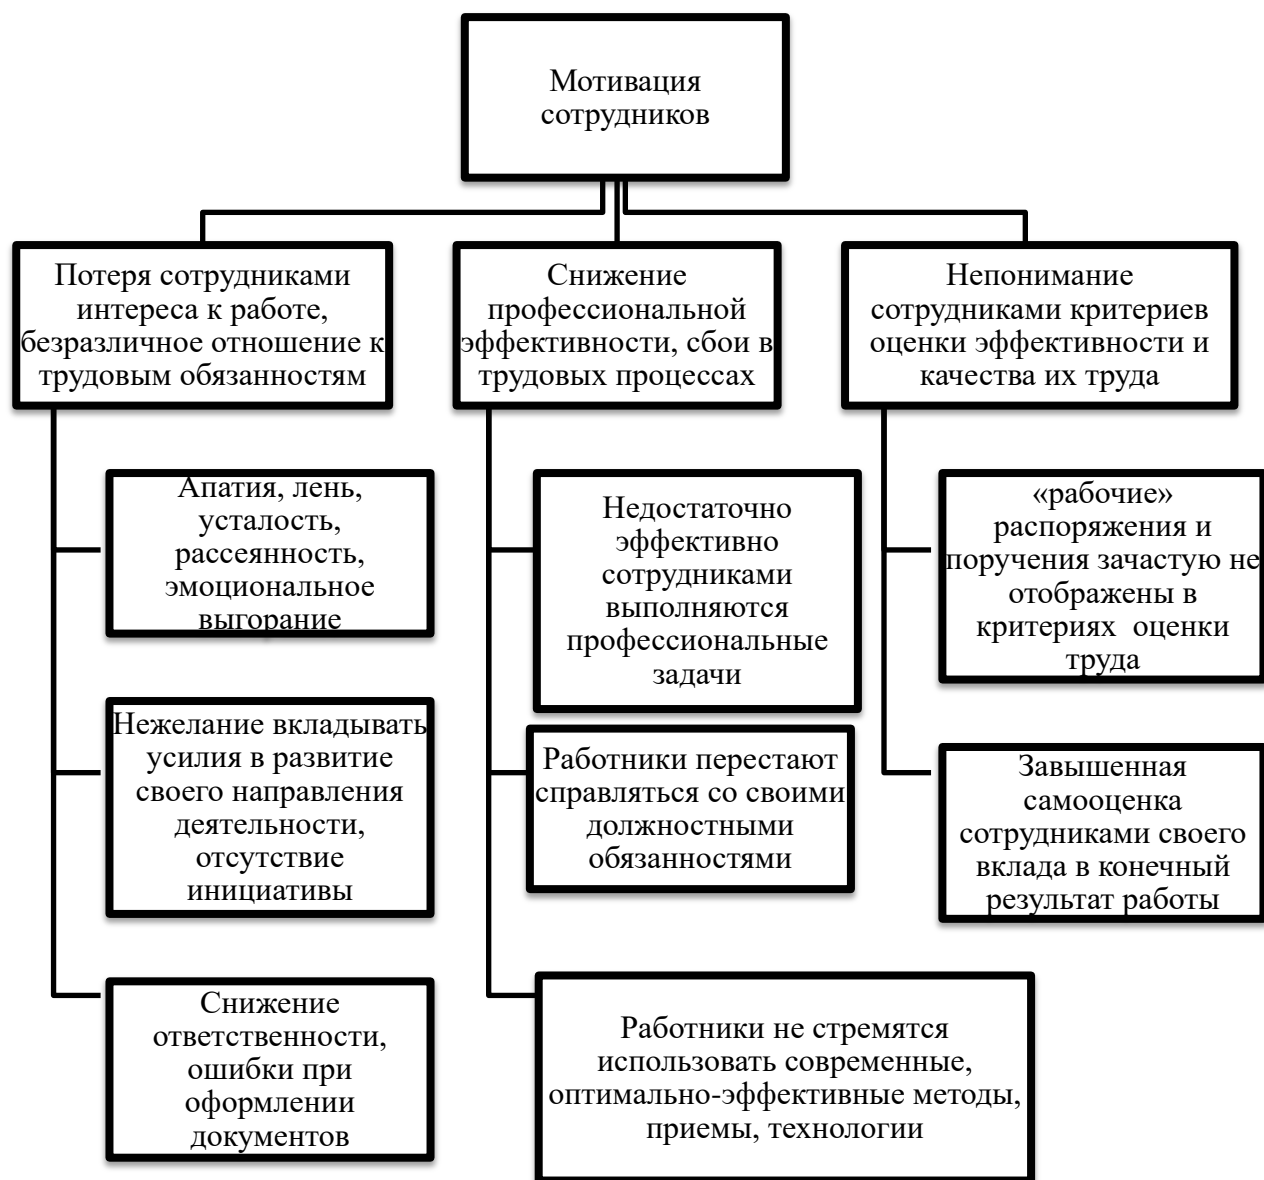 Мотивация
сотрудников
Потеря сотрудниками
интереса к работе,
безразличное отношение к
трудовым обязанностям
Апатия, лень,
усталость,
рассеянность,
эмоциональное
выгорание
Нежелание вкладывать
усилия в развитие
своего направления
деятельности,
отсутствие
инициативы
Снижение
ответственности,
ошибки при
оформлении
документов
Снижение
профессиональной
эффективности, сбои в
трудовых процессах
Недостаточно
эффективно
сотрудниками
выполняются
профессиональные
задачи
Работники перестают
справляться со своими
должностными
обязанностями
Работники не стремятся
использовать современные,
оптимально-эффективные методы,
приемы, технологии
Непонимание
сотрудниками критериев
оценки эффективности и
качества их труда
«рабочие»
распоряжения и
поручения зачастую не
отображены в
критериях  оценки
труда
Завышенная
самооценка
сотрудниками своего
вклада в конечный
результат работы